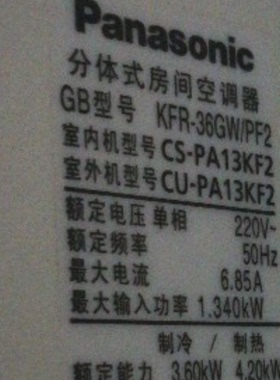 Panasonic
分体式房间空调器
GB型号 KFR-36GW/PF2
室内机型号 CS-PA13KF2
室外机型号 CU-PA13KF2
额定电压 单相 220V~
额定频率 50Hz
最大电流 6.85A
最大输入功率 1.340kW
制冷 / 制热
额定能力 3.60kW 4.20kW